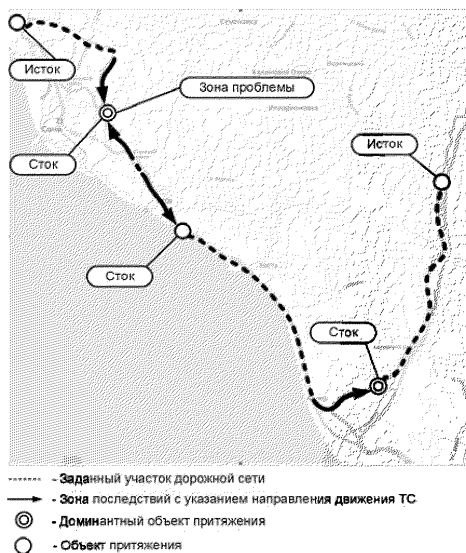 Исток
Зона проблемы
Сток
Исток
Сток
Сток
- Заданный участок дорожной сети
- Зона последствий с указанием направления движения ТС
- Доминантный объект притяжения
- Объект притяжения